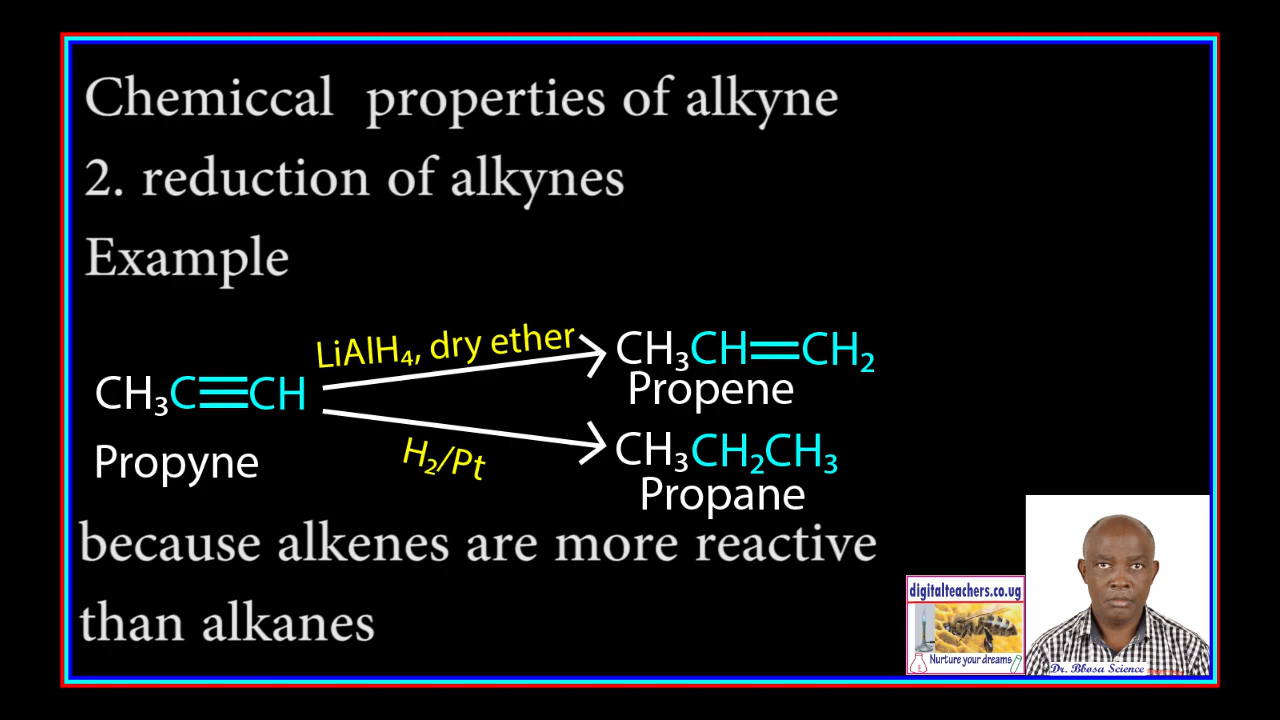 Chemiccal properties of alkyne
2. reduction of alkynes
Example
LiAlH₄, dry ether
CH₃CH=CH₂
Propene
CH₃C≡CH
Propyne
H₂/Pt
CH₃CH₂CH₃
Propane
because alkenes are more reactive
than alkanes
digitalteachers.co.ug
Nurture your dreams
Dr. Bbosa Science